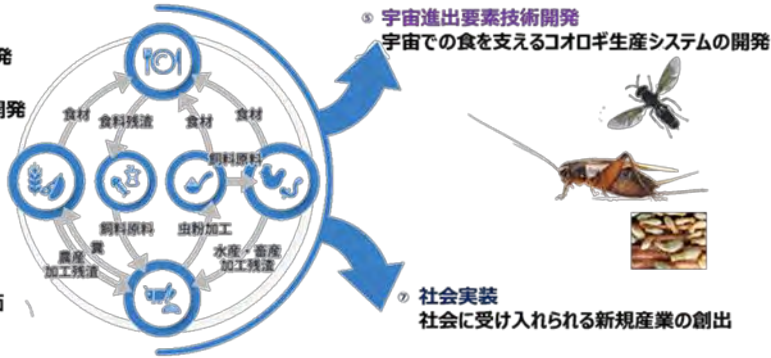 ⑤ 宇宙進出要素技術開発
宇宙での食を支えるコオロギ生産システムの開発
発
開発
食材
食料残渣
食材
食材
飼料原料
飼料原料
虫粉加工
糞
農産
加工残渣
水産・畜産
加工残渣
⑦ 社会実装
社会に受け入れられる新規産業の創出